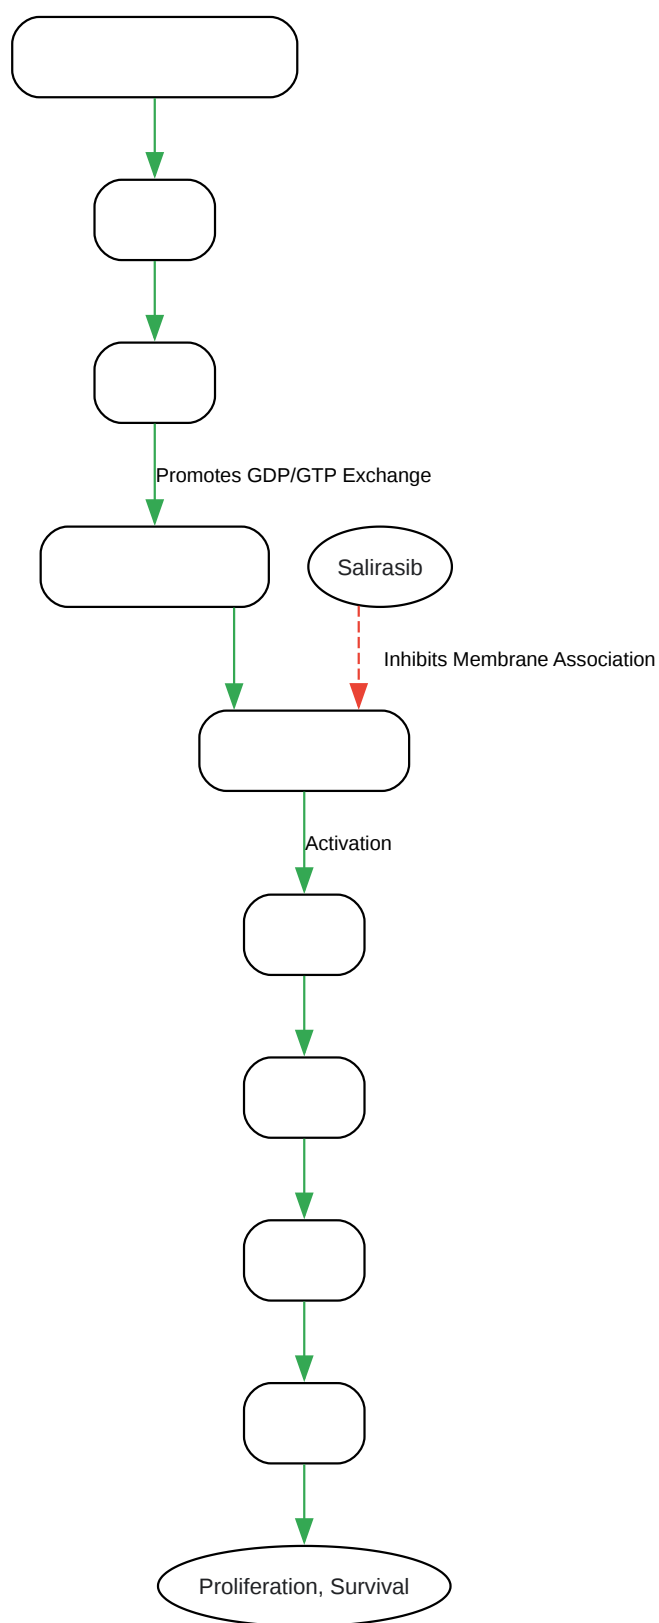 Promotes GDP/GTP Exchange
Salirasib
Inhibits Membrane Association
Activation
Proliferation, Survival